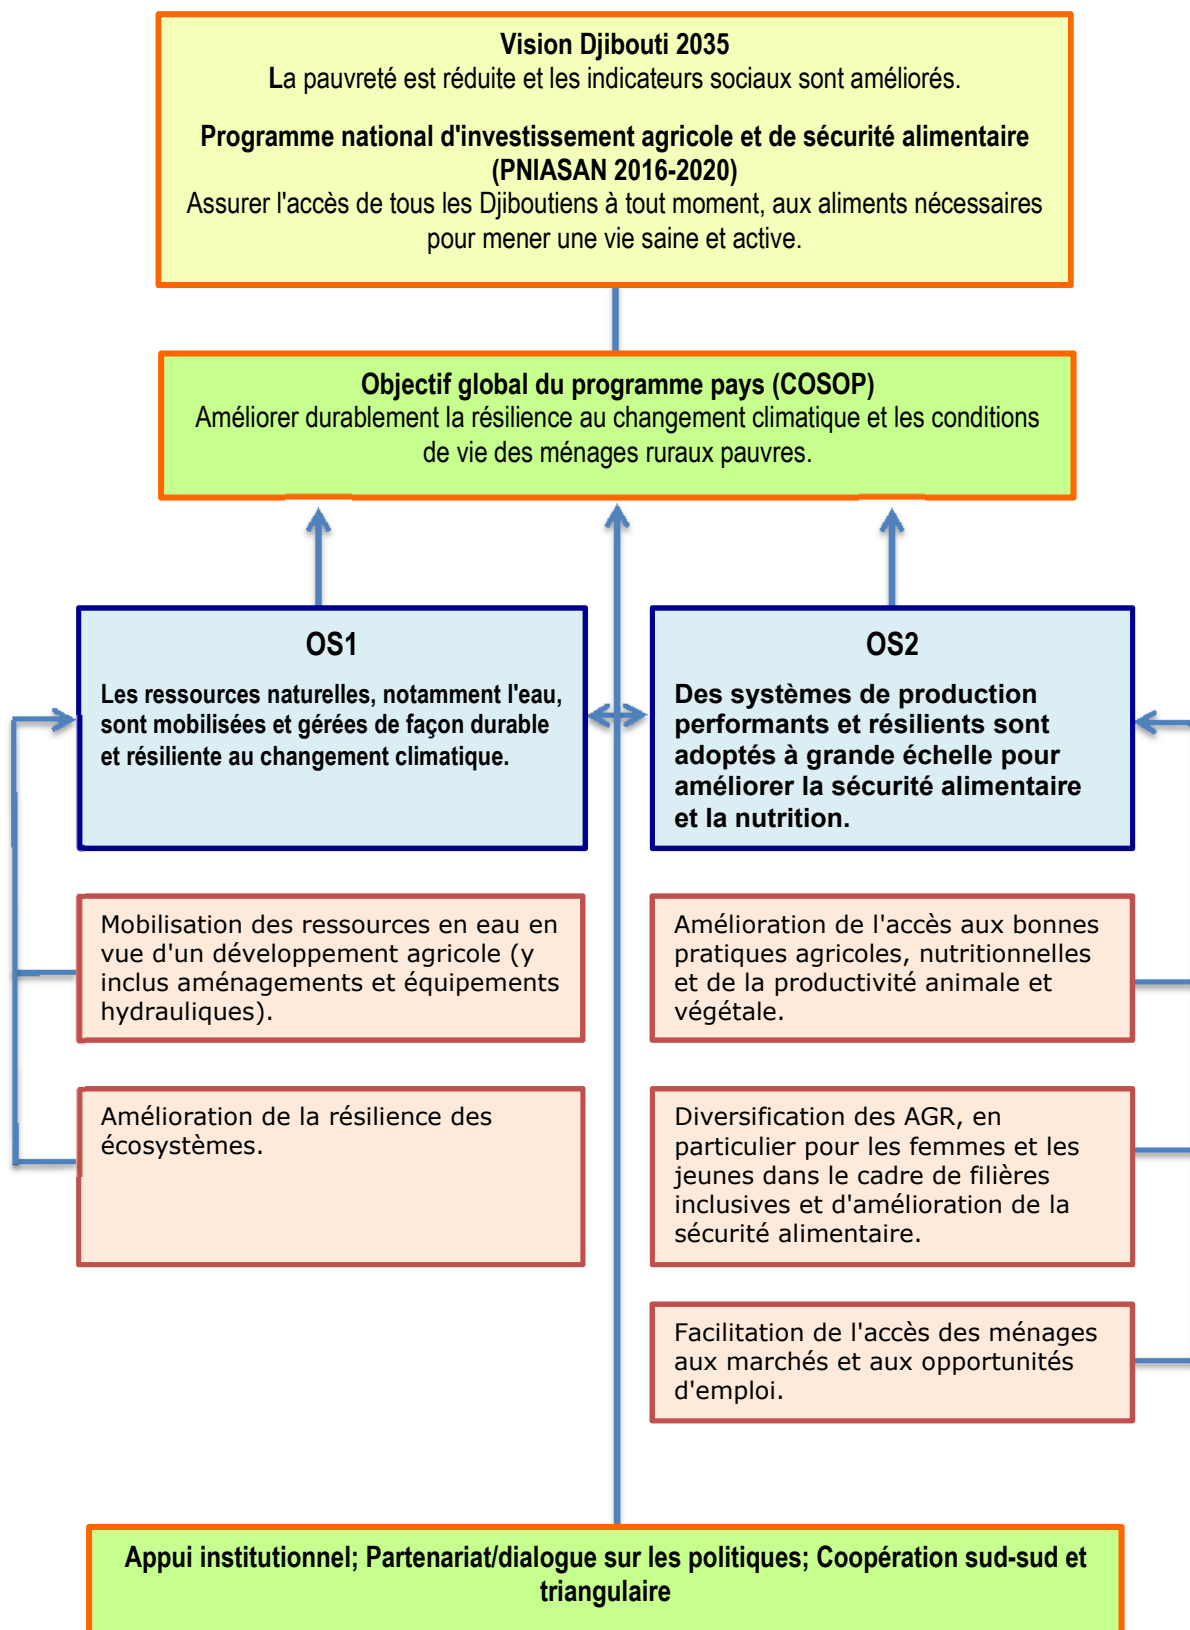 Vision Djibouti 2035
La pauvreté est réduite et les indicateurs sociaux sont améliorés.
Programme national d'investissement agricole et de sécurité alimentaire
(PNIASAN 2016-2020)
Assurer l'accès de tous les Djiboutiens à tout moment, aux aliments nécessaires
pour mener une vie saine et active.
Objectif global du programme pays (COSOP)
Améliorer durablement la résilience au changement climatique et les conditions
de vie des ménages ruraux pauvres.
OS1
Les ressources naturelles, notamment l'eau,
sont mobilisées et gérées de façon durable
et résiliente au changement climatique.
OS2
Des systèmes de production
performants et résilients sont
adoptés à grande échelle pour
améliorer la sécurité alimentaire
et la nutrition.
Mobilisation des ressources en eau en
vue d'un développement agricole (y
inclus aménagements et équipements
hydrauliques).
Amélioration de la résilience des
écosystèmes.
Amélioration de l'accès aux bonnes
pratiques agricoles, nutritionnelles
et de la productivité animale et
végétale.
Diversification des AGR, en
particulier pour les femmes et les
jeunes dans le cadre de filières
inclusives et d'amélioration de la
sécurité alimentaire.
Facilitation de l'accès des ménages
aux marchés et aux opportunités
d'emploi.
Appui institutionnel; Partenariat/dialogue sur les politiques; Coopération sud-sud et
triangulaire